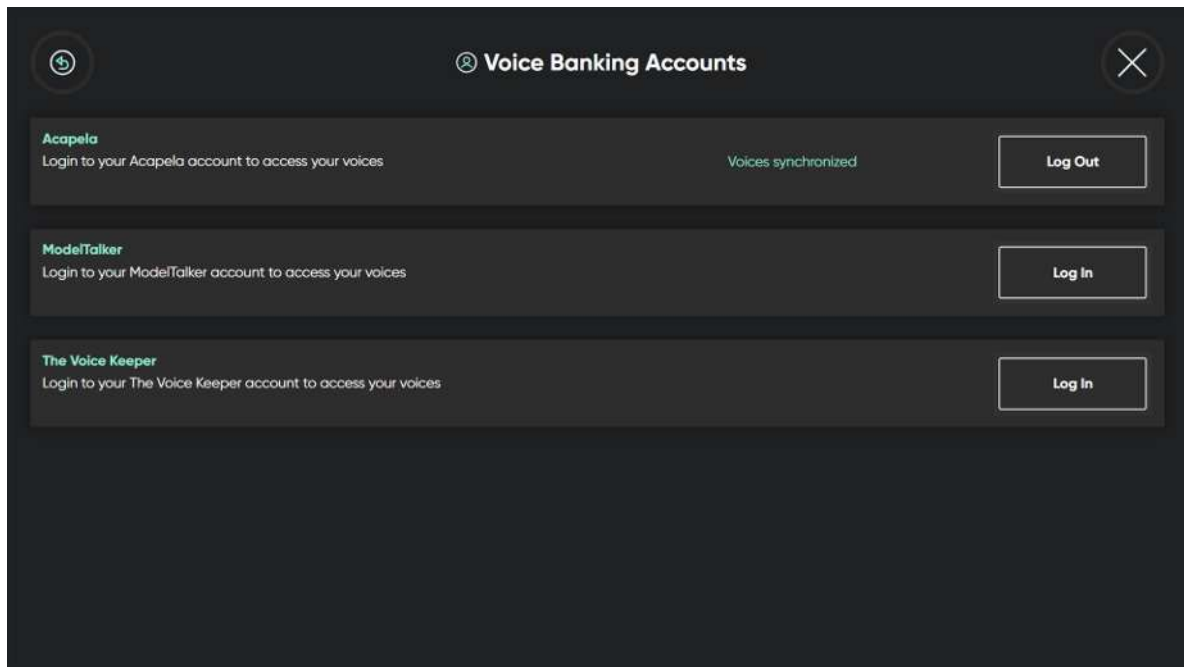 Voice Banking Accounts
Acapela
Login to your Acapela account to access your voices
Voices synchronized
Log Out
ModelTalker
Login to your ModelTalker account to access your voices
Log In
The Voice Keeper
Login to your The Voice Keeper account to access your voices
Log In